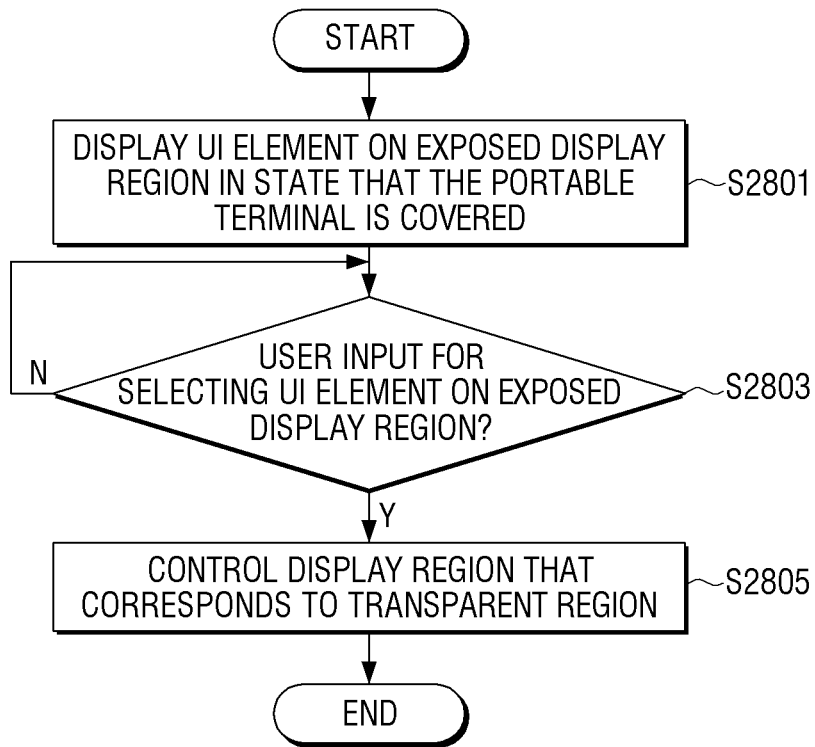 START
DISPLAY UI ELEMENT ON EXPOSED DISPLAY
REGION IN STATE THAT THE PORTABLE
TERMINAL IS COVERED
S2801
USER INPUT FOR
SELECTING UI ELEMENT ON EXPOSED
DISPLAY REGION?
N
S2803
Y
CONTROL DISPLAY REGION THAT
CORRESPONDS TO TRANSPARENT REGION
S2805
END